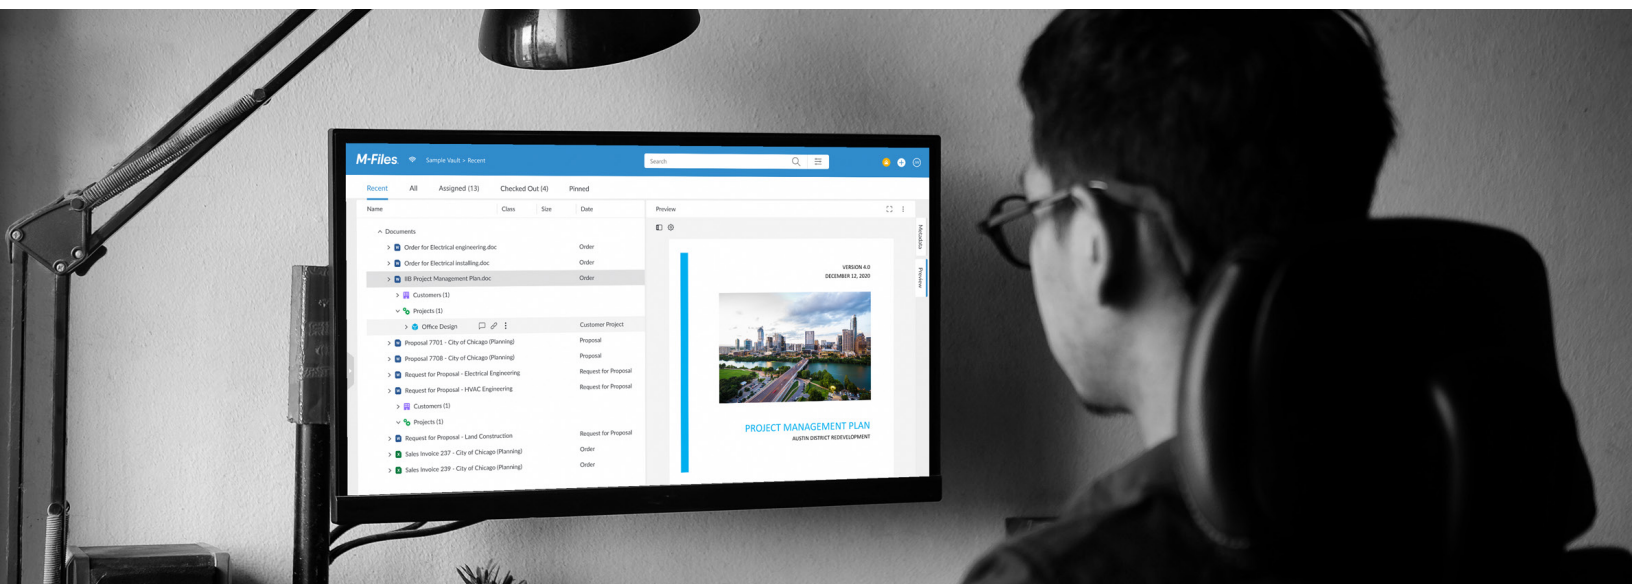 M-Files
Sample Vault > Recent
Search
Recent All Assigned (13) Checked Out (4) Pinned
Name Class Size Date
Preview
Documents
Order for Electrical engineering.doc Order
Order for Electrical installing.doc Order
BB Project Management Plan.doc Order
Customers (1)
Projects (1)
Office Design Customer Project
Proposal 7701 - City of Chicago (Planning) Proposal
Proposal 7708 - City of Chicago (Planning) Proposal
Request for Proposal - Electrical Engineering Request for Proposal
Request for Proposal - HVAC Engineering Request for Proposal
Customers (1)
Projects (1)
Request for Proposal - Land Construction Request for Proposal
Sales Invoice 237 - City of Chicago (Planning) Order
Sales Invoice 239 - City of Chicago (Planning) Order
VERSION 4.0
DECEMBER 12, 2020
PROJECT MANAGEMENT PLAN
AUSTIN DISTRICT REDEVELOPMENT
Metadata
Preview